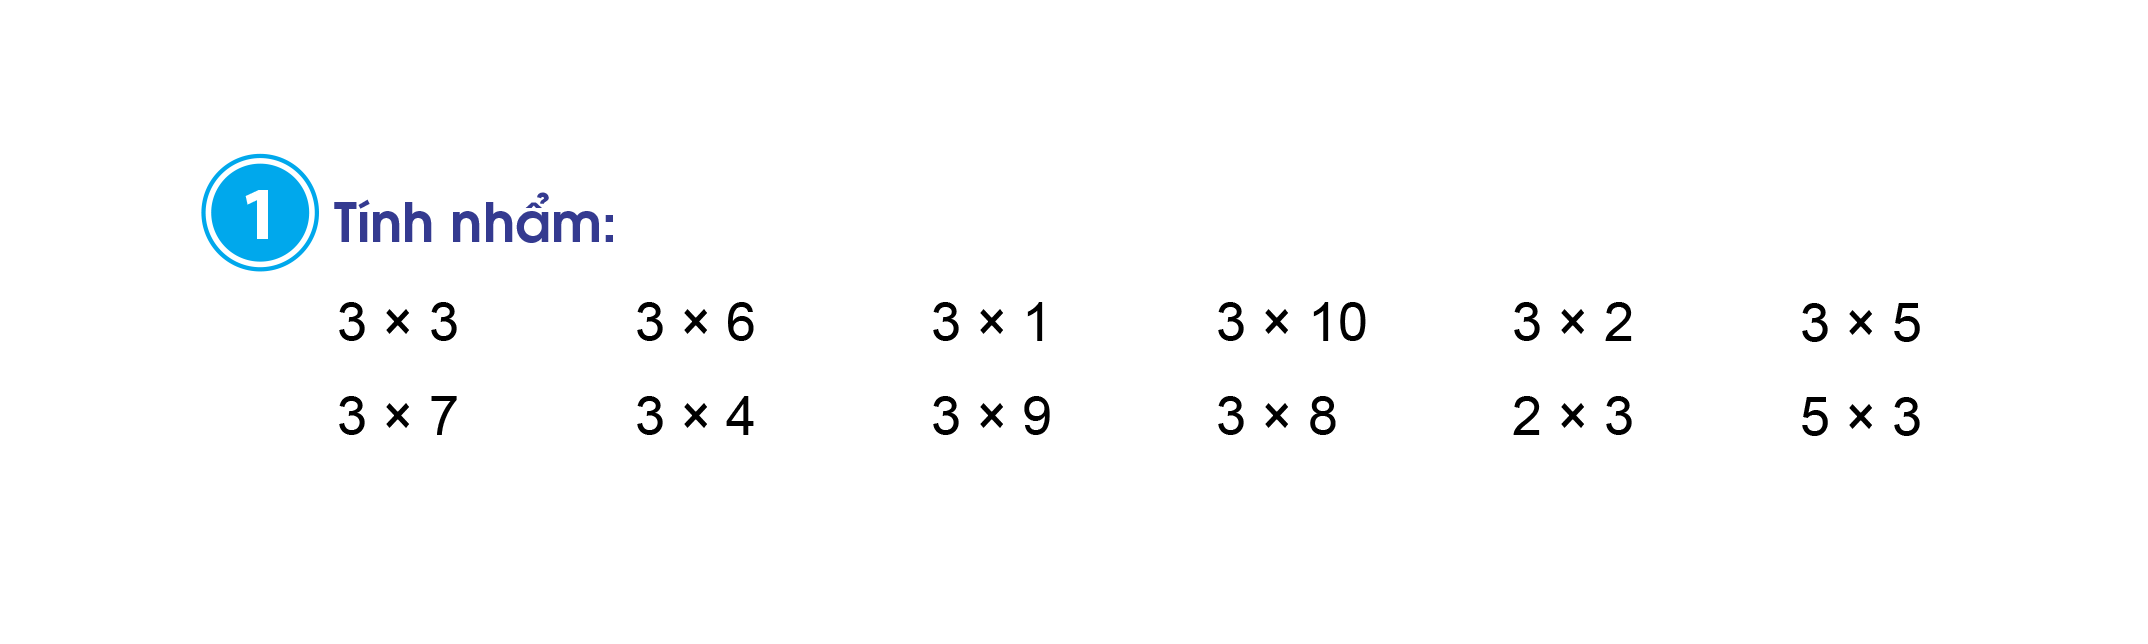 1 Tính nhẩm:
3 × 3 3 × 6 3 × 1 3 × 10 3 × 2 3 × 5
3 × 7 3 × 4 3 × 9 3 × 8 2 × 3 5 × 3